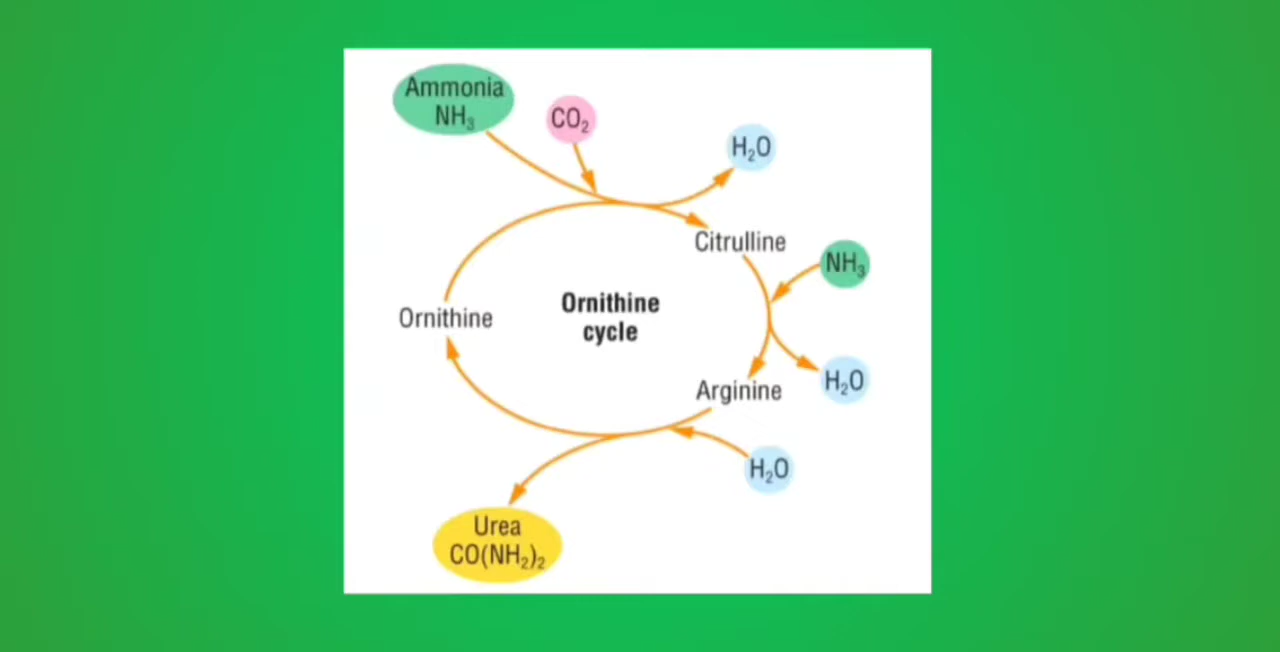 Ammonia
NH₃
CO₂
H₂O
Citrulline
NH₃
Ornithine
cycle
Ornithine
Arginine
H₂O
H₂O
Urea
CO(NH₂)₂